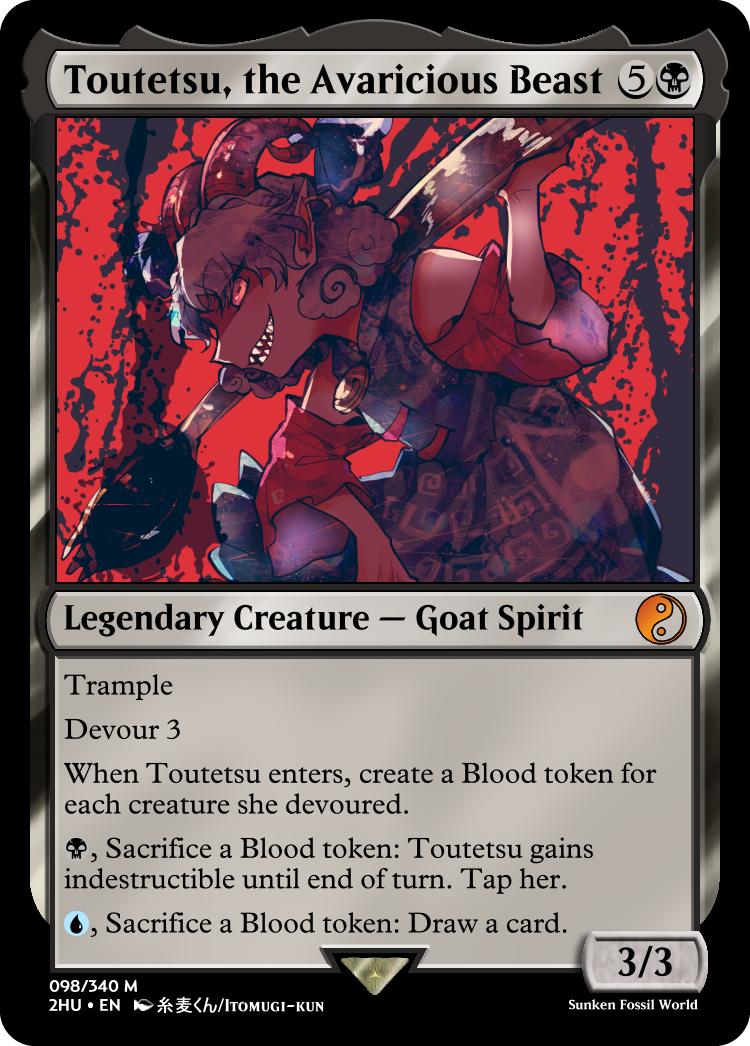 Toutetsu, the Avaricious Beast 5
Legendary Creature — Goat Spirit
Trample
Devour 3
When Toutetsu enters, create a Blood token for
each creature she devoured.
, Sacrifice a Blood token: Toutetsu gains
indestructible until end of turn. Tap her.
, Sacrifice a Blood token: Draw a card.
3/3
098/340 M
2HU • EN 糸麦くん/Itomugi-kun
Sunken Fossil World